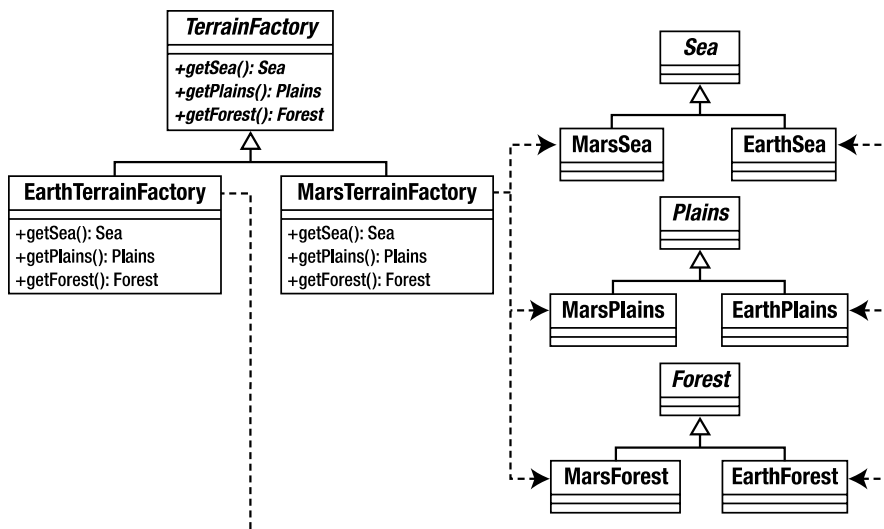 TerrainFactory
+getSea(): Sea
+getPlains(): Plains
+getForest(): Forest
EarthTerrainFactory
+getSea(): Sea
+getPlains(): Plains
+getForest(): Forest
MarsTerrainFactory
+getSea(): Sea
+getPlains(): Plains
+getForest(): Forest
Sea
MarsSea
EarthSea
Plains
MarsPlains
EarthPlains
Forest
MarsForest
EarthForest